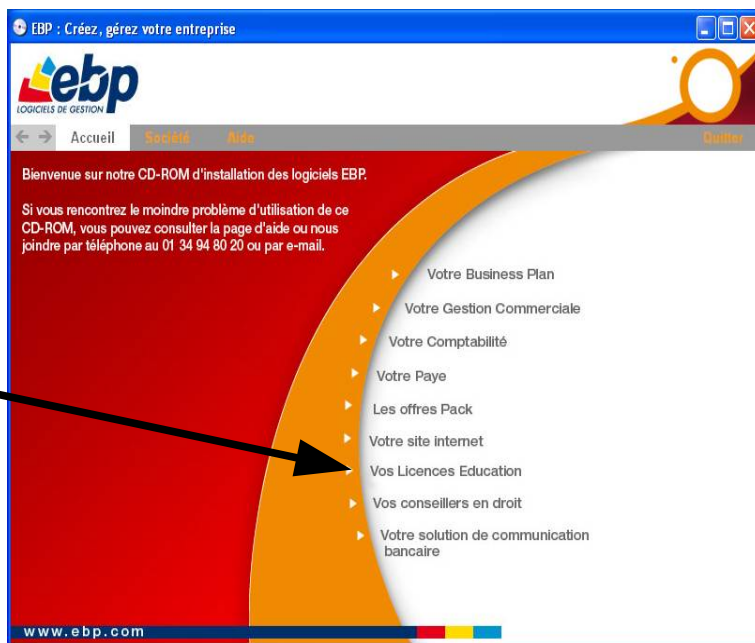 EBP : Créez, gérez votre entreprise
ebp
LOGICIELS DE GESTION
Accueil Société Aide Quitter
Bienvenue sur notre CD-ROM d'installation des logiciels EBP.
Si vous rencontrez le moindre problème d'utilisation de ce
CD-ROM, vous pouvez consulter la page d'aide ou nous
joindre par téléphone au 01 34 94 80 20 ou par e-mail.
Votre Business Plan
Votre Gestion Commerciale
Votre Comptabilité
Votre Paye
Les offres Pack
Votre site internet
Vos Licences Education
Vos conseillers en droit
Votre solution de communication
bancaire
www.ebp.com